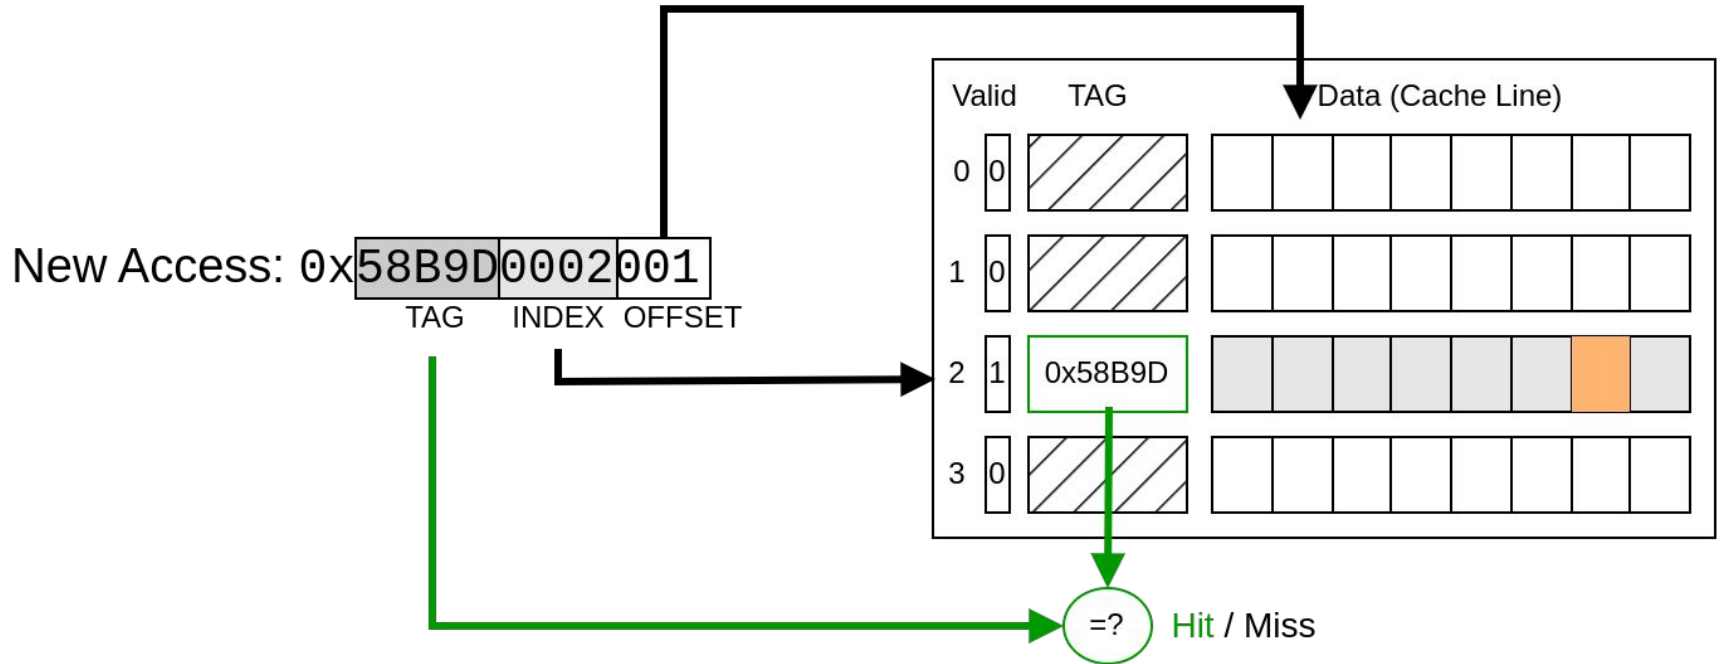 Valid TAG Data (Cache Line)
0 0
1 0
New Access: 0x58B9D0002001
TAG INDEX OFFSET
2 1 0x58B9D
3 0
=? Hit / Miss